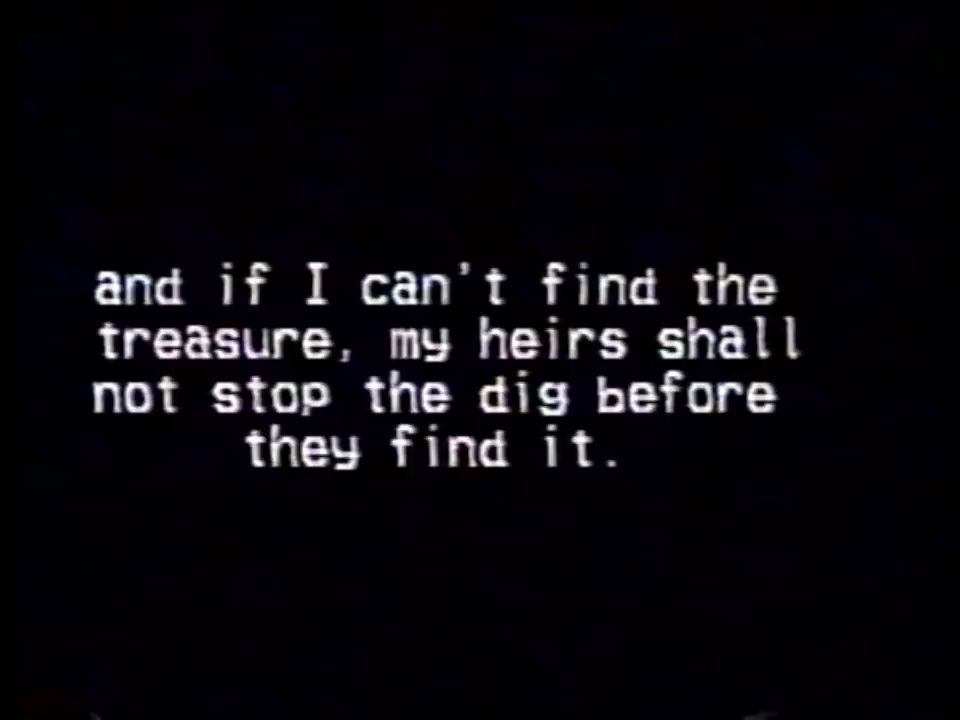 and if I can't find the
treasure, my heirs shall
not stop the dig before
they find it.